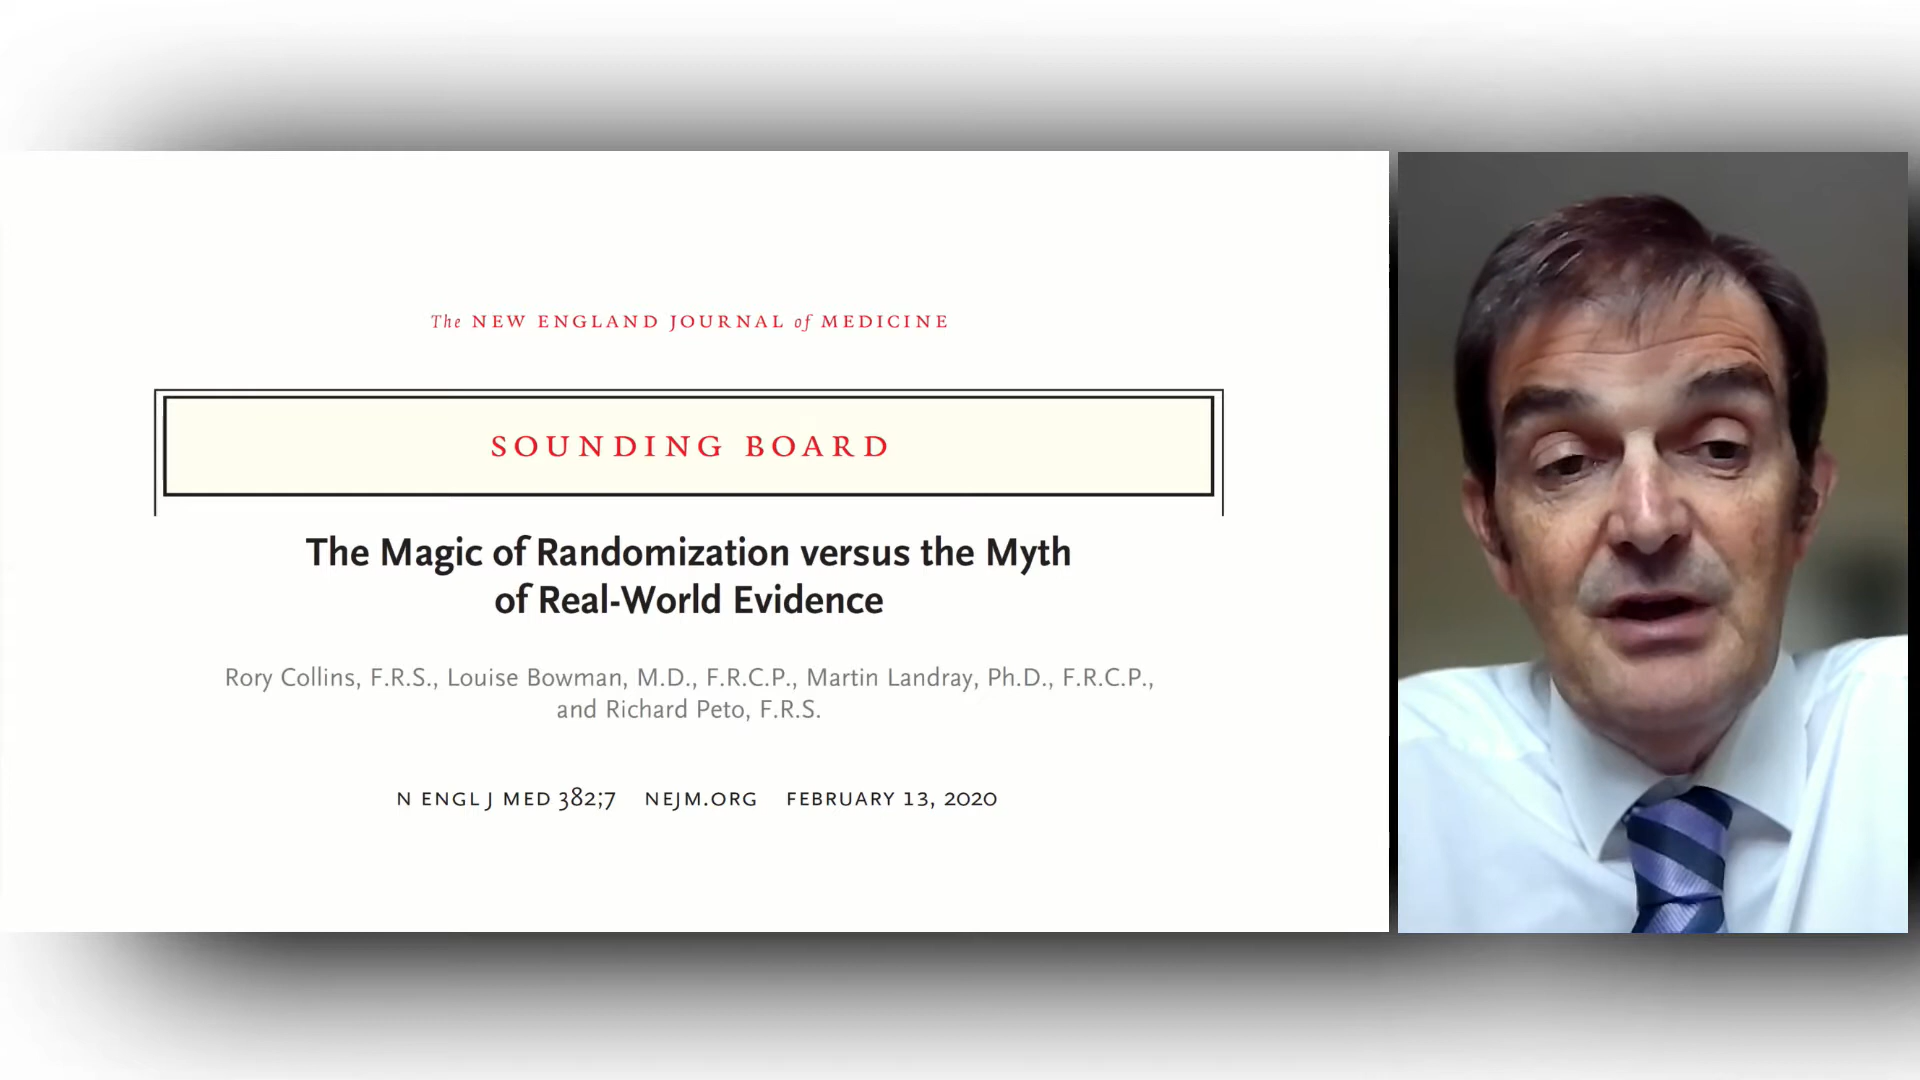 The NEW ENGLAND JOURNAL of MEDICINE
SOUNDING BOARD
The Magic of Randomization versus the Myth
of Real-World Evidence
Rory Collins, F.R.S., Louise Bowman, M.D., F.R.C.P., Martin Landray, Ph.D., F.R.C.P.,
and Richard Peto, F.R.S.
N ENGL J MED 382;7 NEJM.ORG FEBRUARY 13, 2020